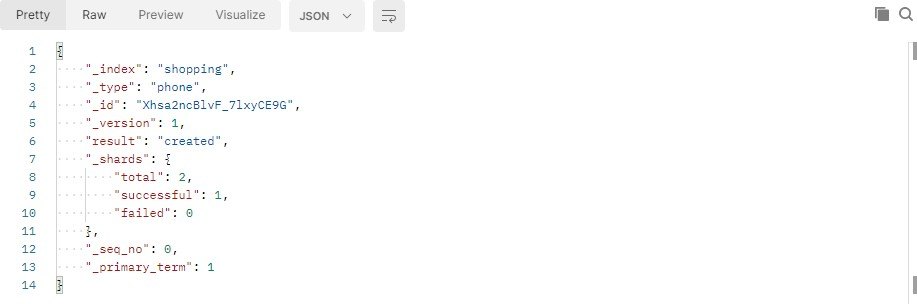 Pretty Raw Preview Visualize JSON
1 {
2 "_index": "shopping",
3 "_type": "phone",
4 "_id": "Xhsa2ncBlvF_7lxyCE9G",
5 "_version": 1,
6 "result": "created",
7 "_shards": {
8 "total": 2,
9 "successful": 1,
10 "failed": 0
11 },
12 "_seq_no": 0,
13 "_primary_term": 1
14 }